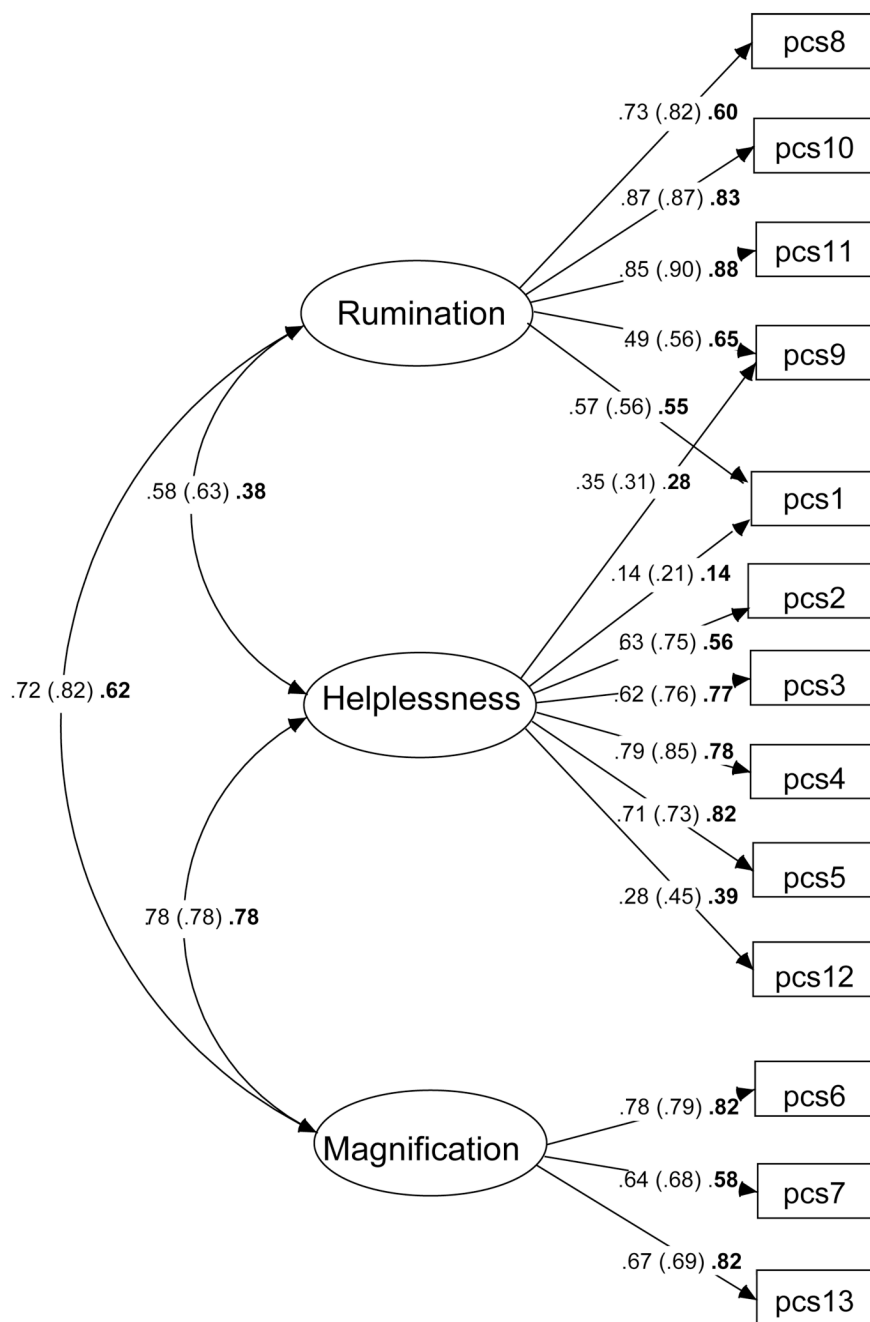 pcs8
.73 (.82) .60
pcs10
.87 (.87) .83
pcs11
.85 (.90) .88
Rumination
.49 (.56) .65
pcs9
.57 (.56) .55
.35 (.31) .28
.58 (.63) .38
pcs1
.14 (.21) .14
pcs2
.63 (.75) .56
.72 (.82) .62
Helplessness
.62 (.76) .77
pcs3
.79 (.85) .78
pcs4
.71 (.73) .82
pcs5
.28 (.45) .39
.78 (.78) .78
pcs12
.78 (.79) .82
pcs6
Magnification
.64 (.68) .58
pcs7
.67 (.69) .82
pcs13